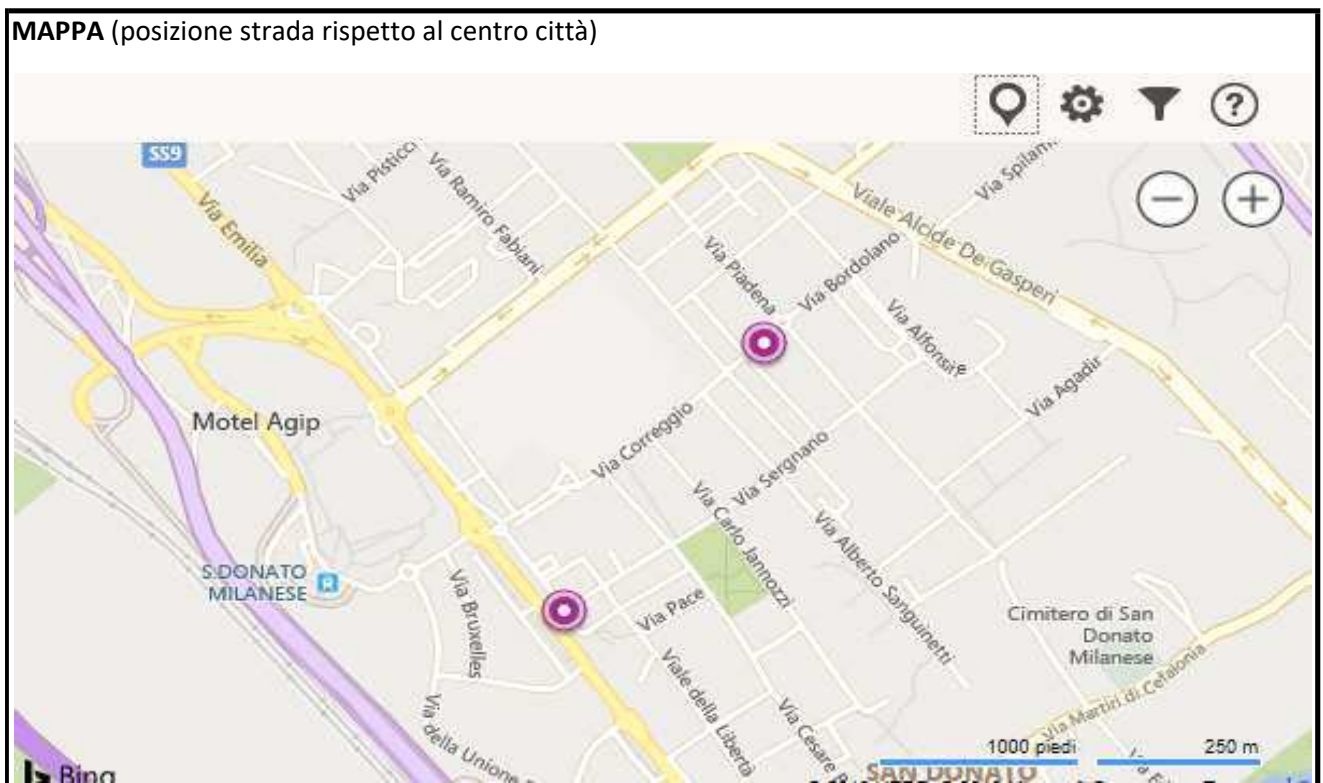 MAPPA (posizione strada rispetto al centro città)
?
SS9
Via Pisticci
Via Ramiro Fabiani
Via Emilia
Via Piadena
Via Bordolano
Viale Alcide De Gasperi
Via Alfonsine
Via Agadir
Motel Agip
Via Correggio
Via Sergnano
Via Carlo Jannozzi
Via Alberto Sanguinetti
S.DONATO
MILANESE
R
Via Bruxelles
Via Pace
Viale della Libertà
Via Cesare
Via della Unione
Cimitero di San
Donato
Milanese
Via Martiri di Cefalonia
1000 piedi
250 m
SAN DONATO
Bing